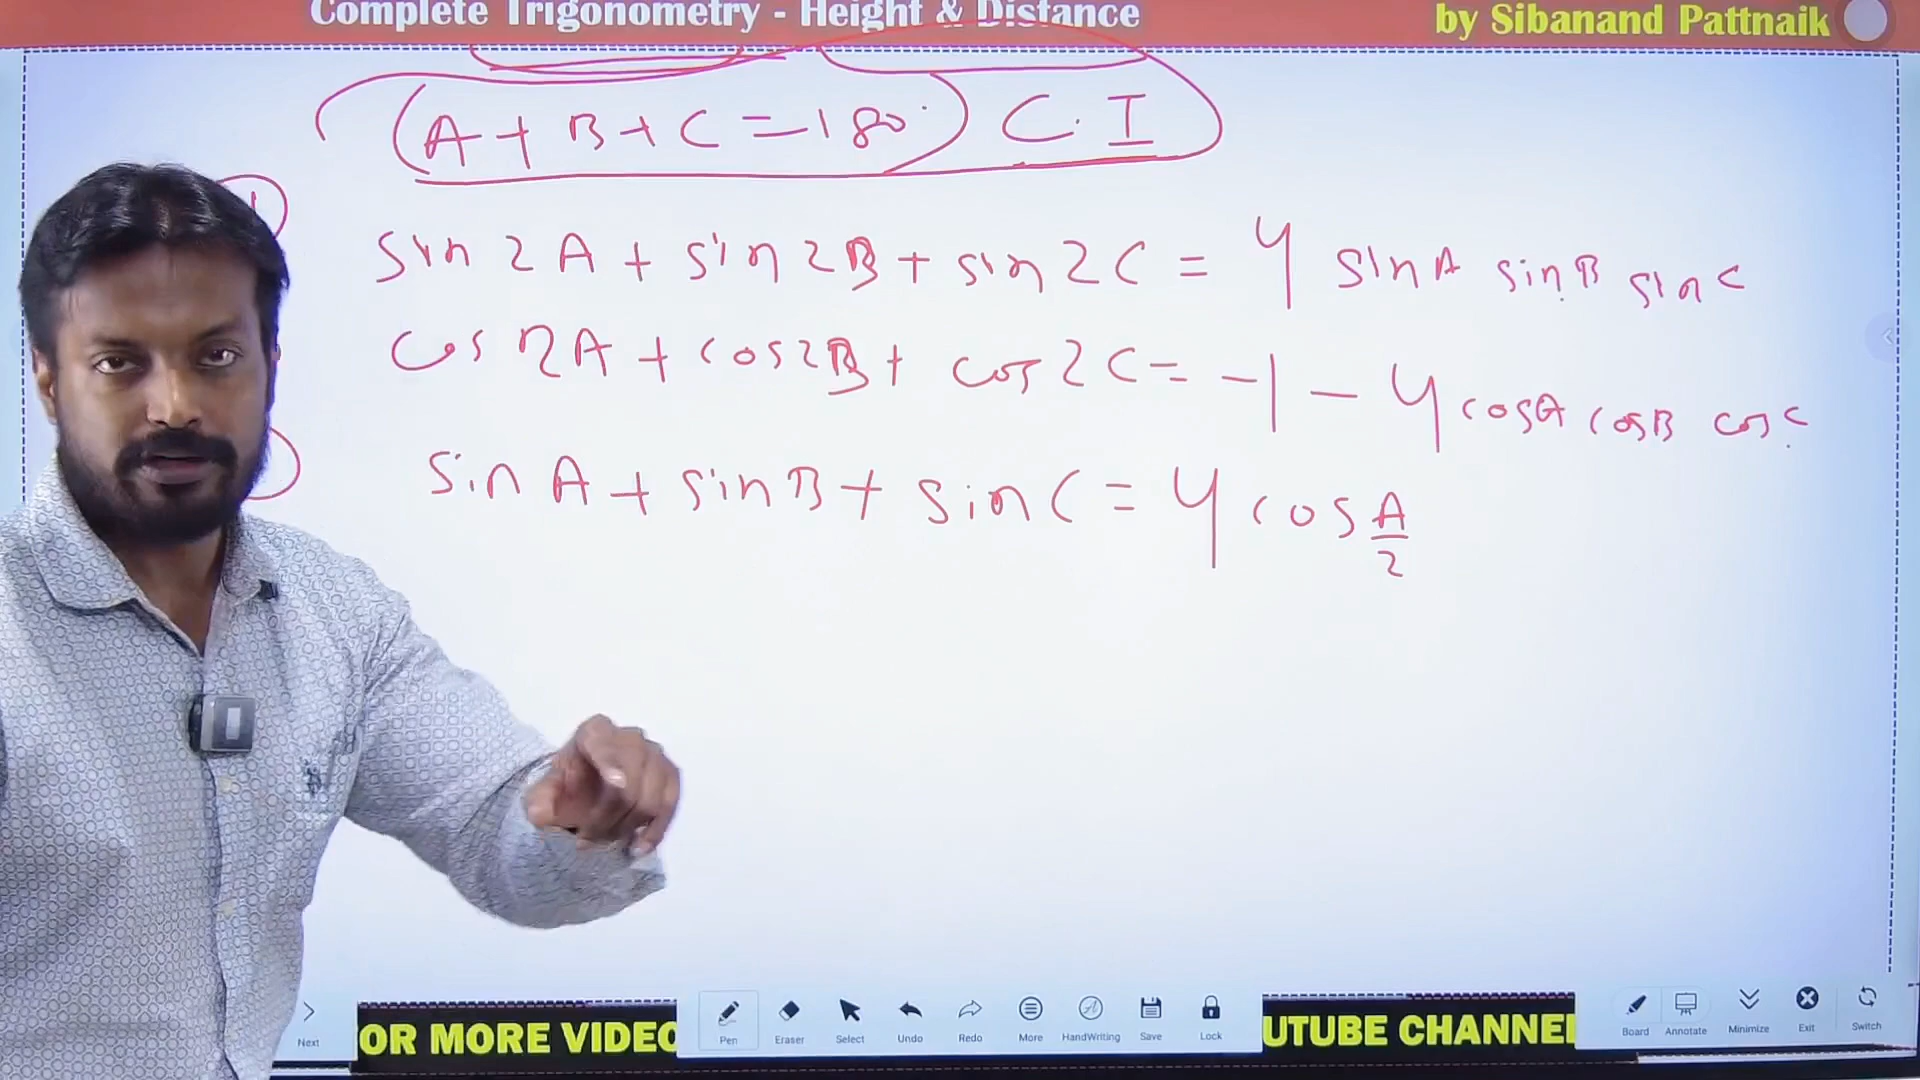 Complete Trigonometry - Height & Distance
by Sibanand Pattnaik
(A + B + C = 180°) C.I
1
sin 2A + sin 2B + sin 2C = 4 sinA sinB sinC
cos 2A + cos 2B + cos 2C = -1 - 4 cosA cosB cosC
sin A + sin B + sin C = 4 cos A/2
Next
OR MORE VIDEO
Pen
Eraser
Select
Undo
Redo
More
HandWriting
Save
Lock
UTUBE CHANNEL
Board
Annotate
Minimize
Exit
Switch